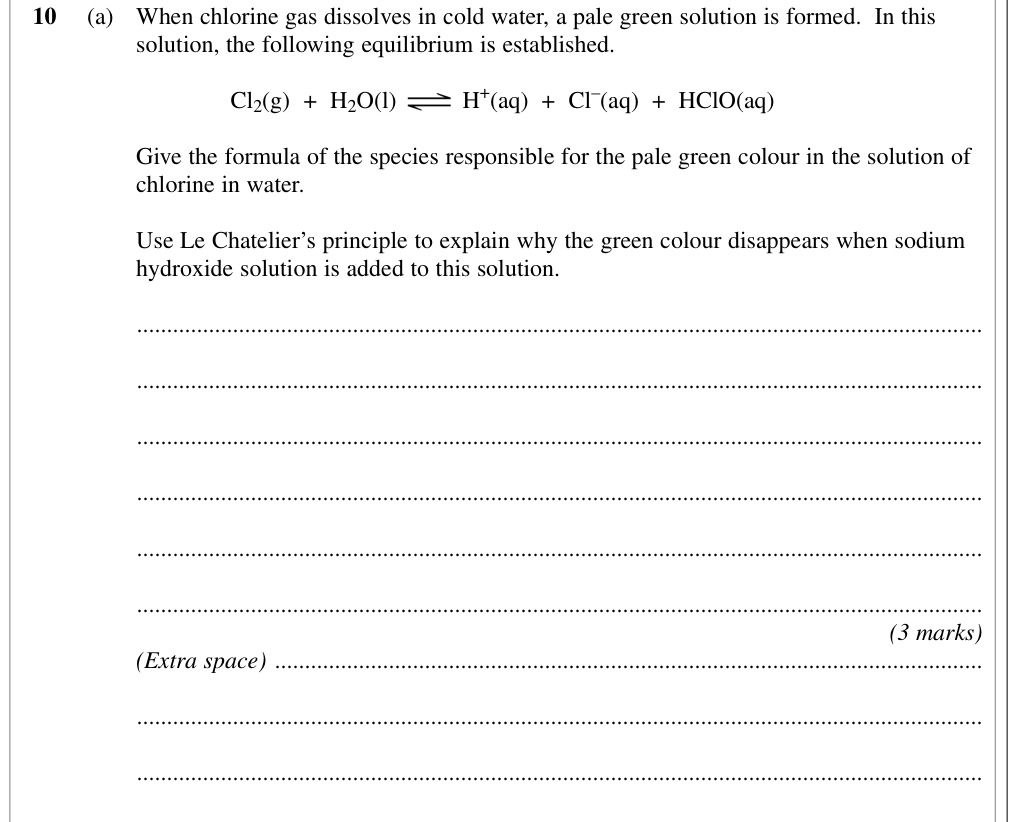 10 (a) When chlorine gas dissolves in cold water, a pale green solution is formed. In this
solution, the following equilibrium is established.
Cl₂(g) + H₂O(l) ⇌ H⁺(aq) + Cl⁻(aq) + HClO(aq)
Give the formula of the species responsible for the pale green colour in the solution of
chlorine in water.
Use Le Chatelier’s principle to explain why the green colour disappears when sodium
hydroxide solution is added to this solution.
(3 marks)
(Extra space)